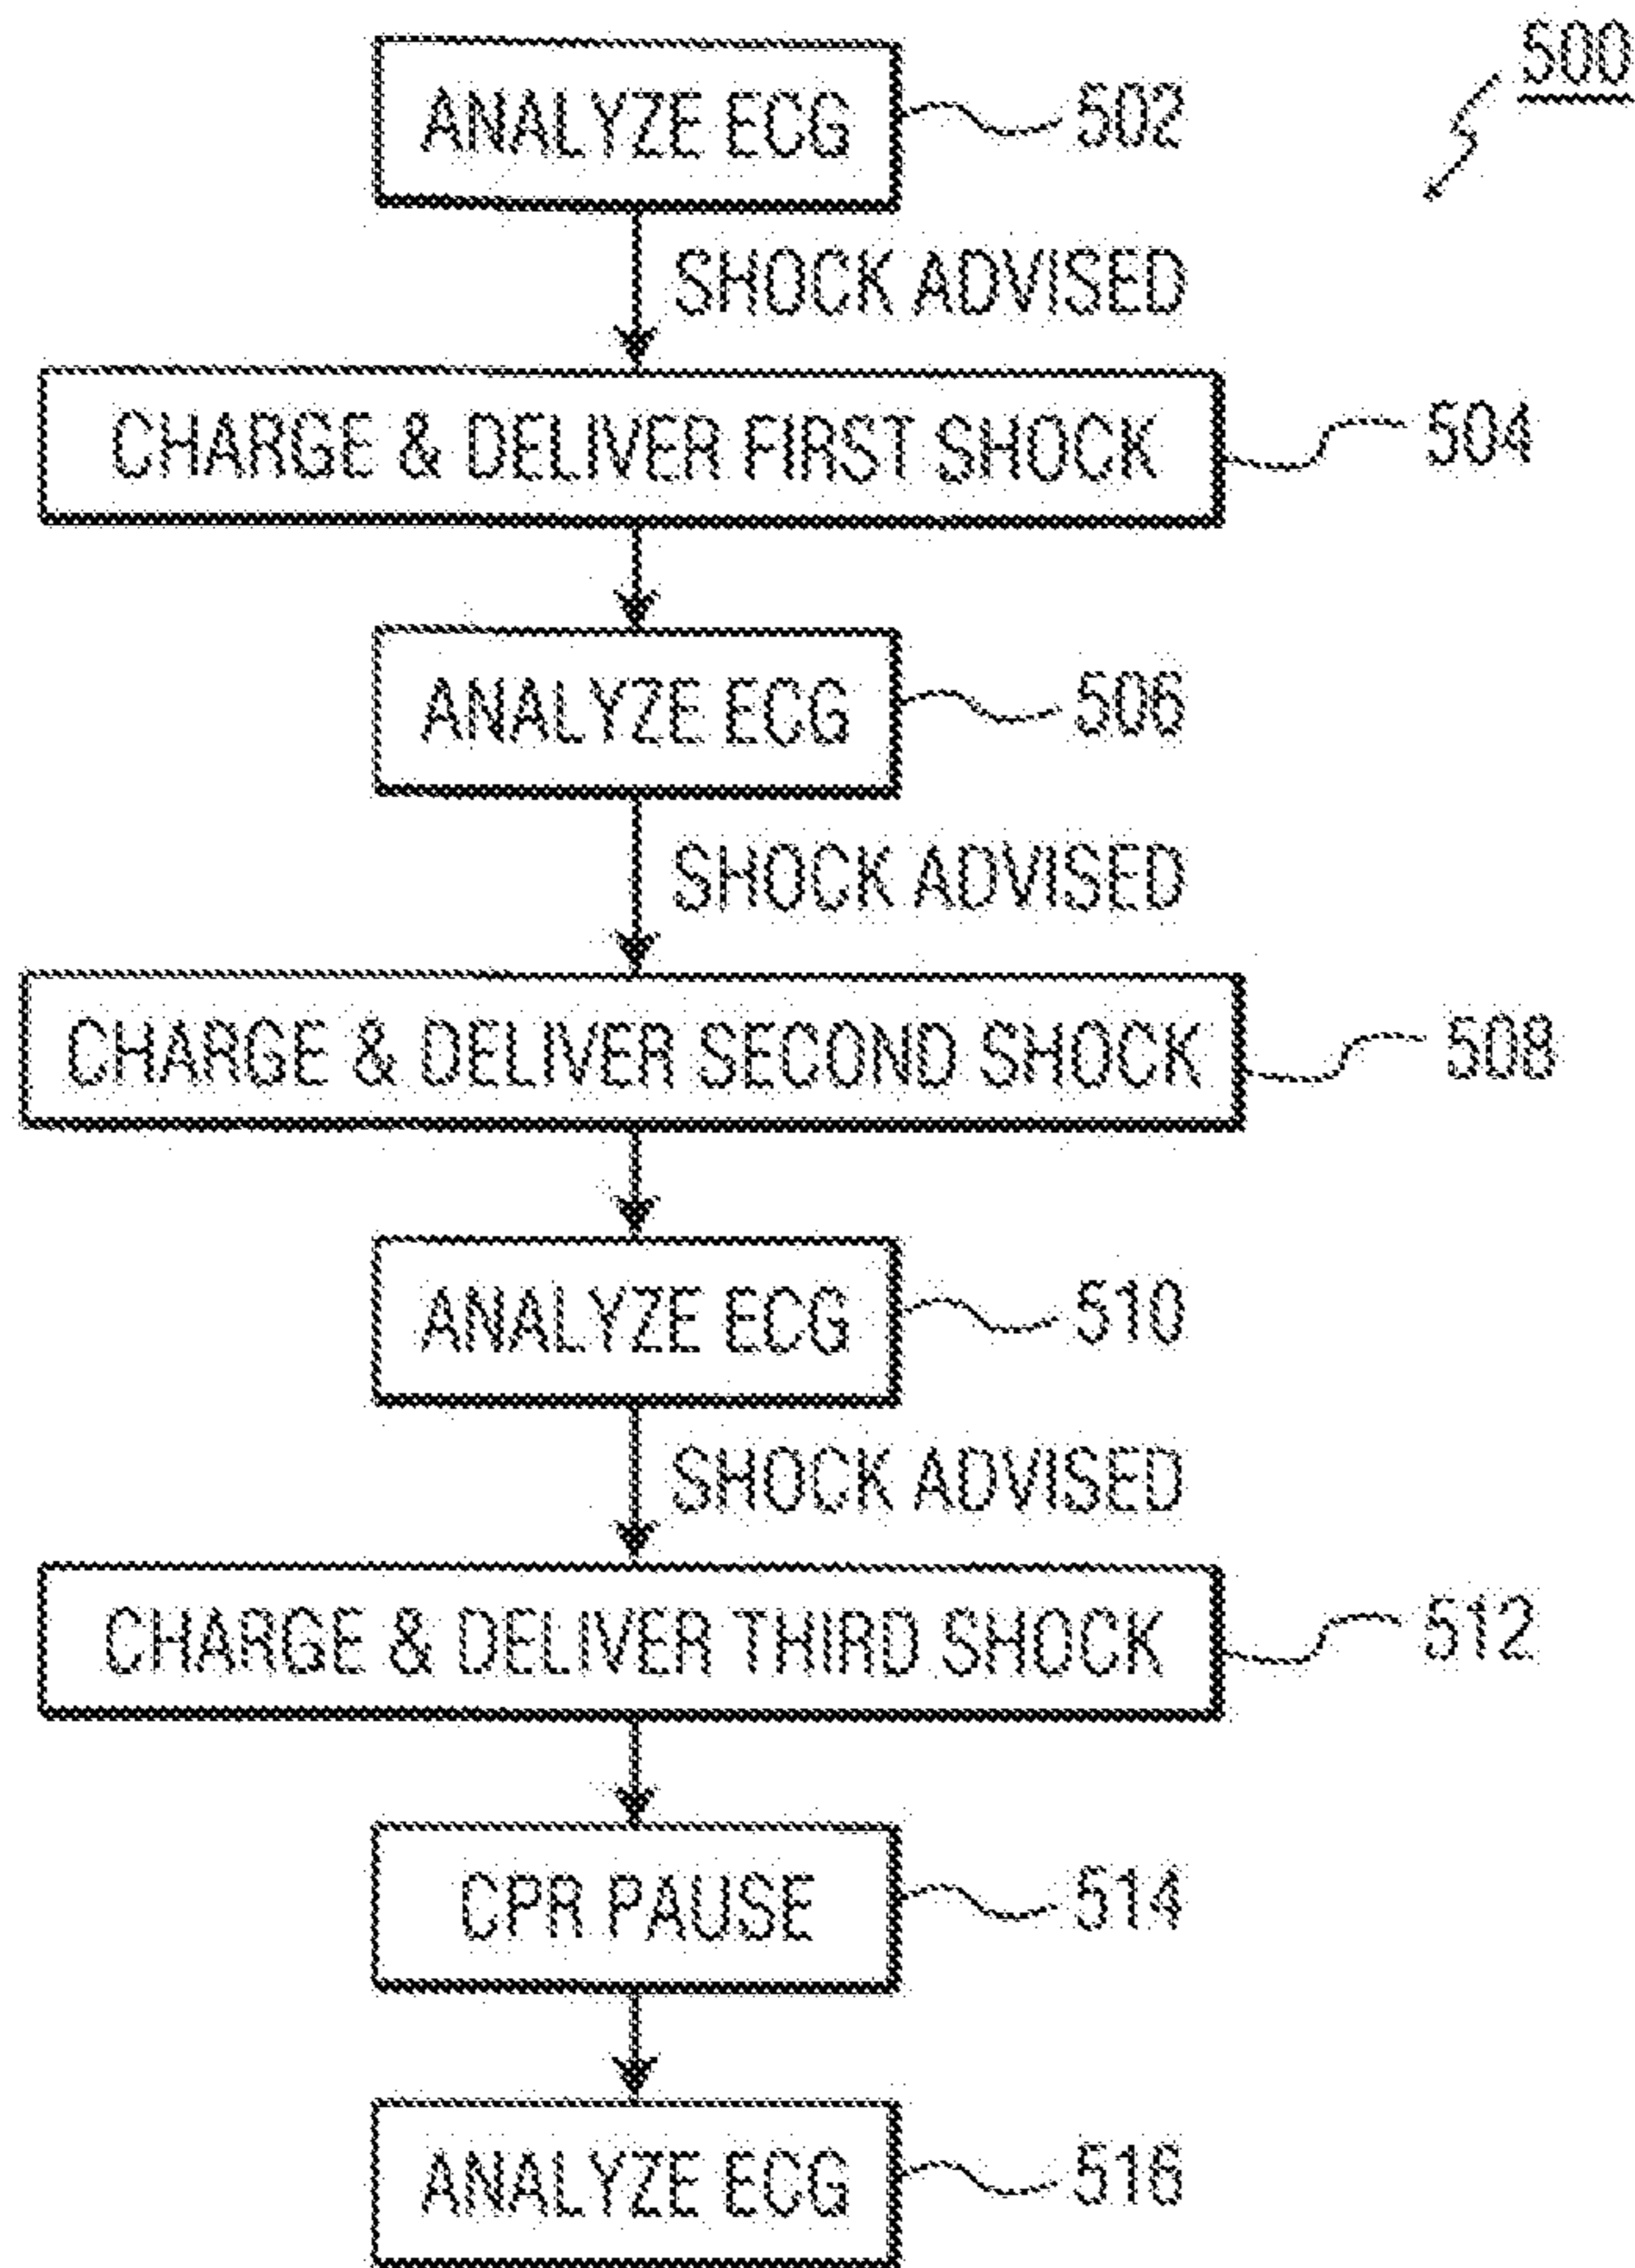 500
ANALYZE ECG 502
SHOCK ADVISED
CHARGE & DELIVER FIRST SHOCK 504
ANALYZE ECG 506
SHOCK ADVISED
CHARGE & DELIVER SECOND SHOCK 508
ANALYZE ECG 510
SHOCK ADVISED
CHARGE & DELIVER THIRD SHOCK 512
CPR PAUSE 514
ANALYZE ECG 516